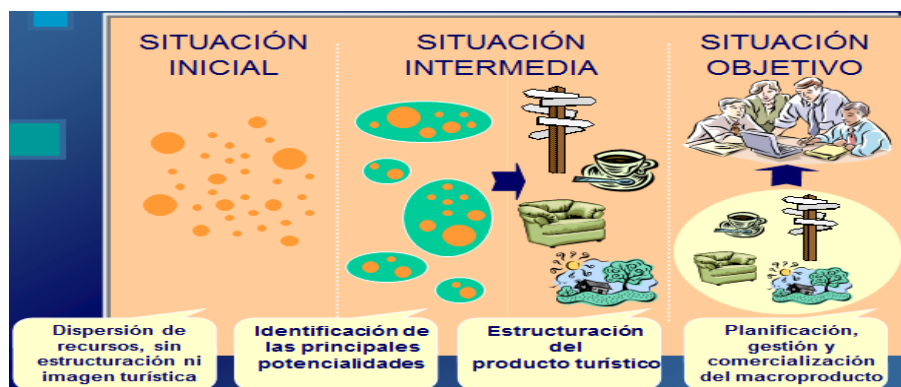 SITUACIÓN
INICIAL
SITUACIÓN
INTERMEDIA
SITUACIÓN
OBJETIVO
Dispersión de
recursos, sin
estructuración ni
imagen turística
Identificación de
las principales
potencialidades
Estructuración
del
producto turístico
Planificación,
gestión y
comercialización
del macroproducto